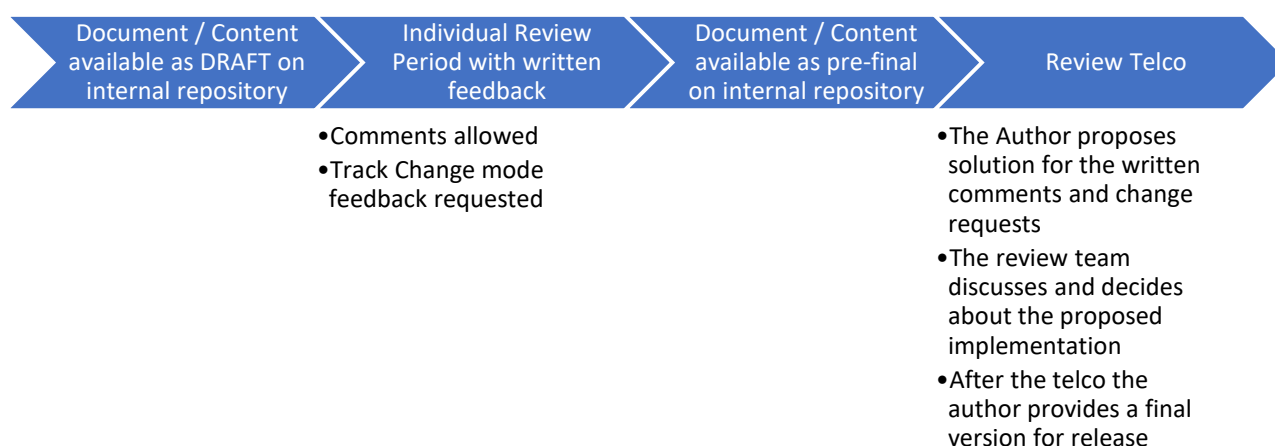 Document / Content
available as DRAFT on
internal repository
Individual Review
Period with written
feedback
Document / Content
available as pre-final
on internal repository
Review Telco
•Comments allowed
•Track Change mode
feedback requested
•The Author proposes
solution for the written
comments and change
requests
•The review team
discusses and decides
about the proposed
implementation
•After the telco the
author provides a final
version for release